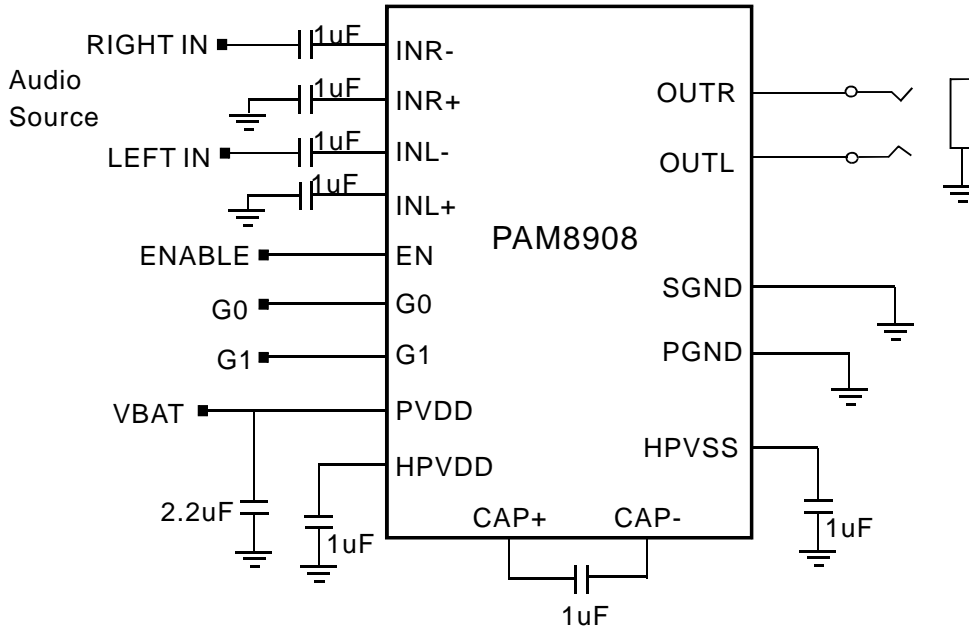 RIGHT IN
1uF
INR-
Audio
Source
1uF
INR+
OUTR
LEFT IN
1uF
INL-
OUTL
1uF
INL+
PAM8908
ENABLE
EN
SGND
G0
G0
G1
G1
PGND
VBAT
PVDD
HPVSS
HPVDD
2.2uF
1uF
CAP+
CAP-
1uF
1uF